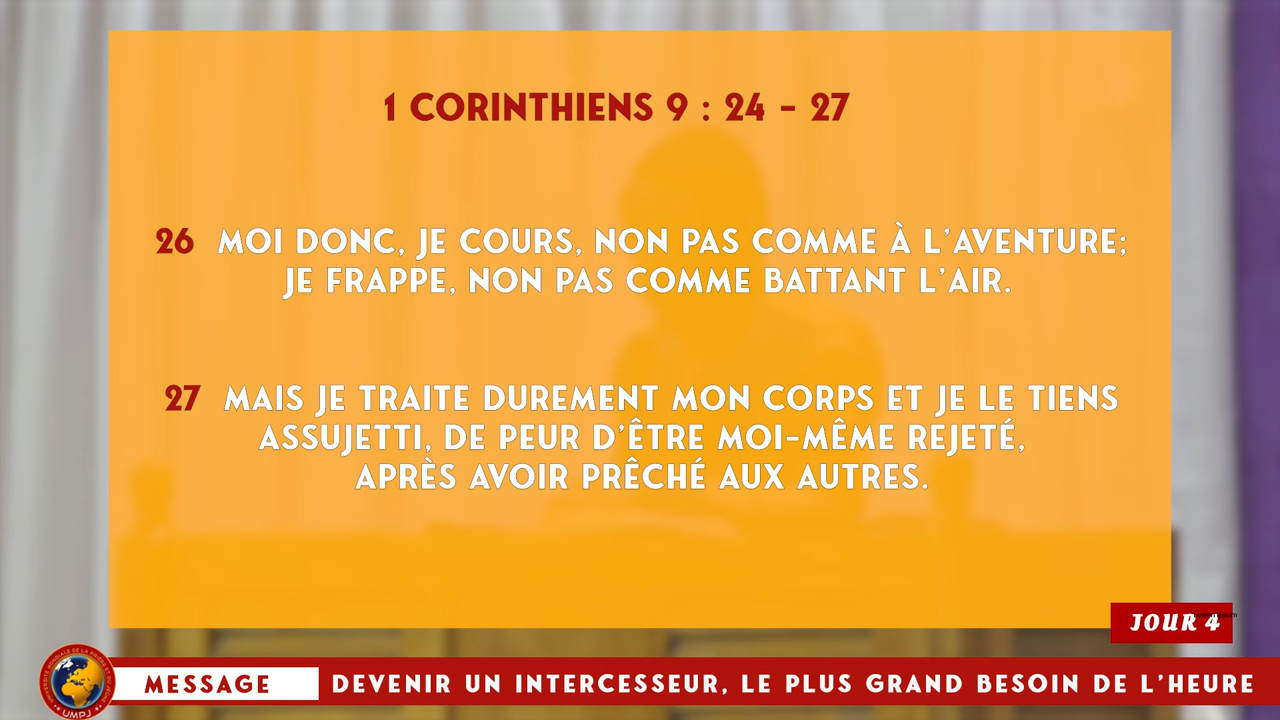 1 CORINTHIENS 9 : 24 - 27
26 MOI DONC, JE COURS, NON PAS COMME À L'AVENTURE;
JE FRAPPE, NON PAS COMME BATTANT L'AIR.
27 MAIS JE TRAITE DUREMENT MON CORPS ET JE LE TIENS
ASSUJETTI, DE PEUR D'ÊTRE MOI-MÊME REJETÉ,
APRÈS AVOIR PRÊCHÉ AUX AUTRES.
JOUR 4
UMPJ
MESSAGE
DEVENIR UN INTERCESSEUR, LE PLUS GRAND BESOIN DE L'HEURE